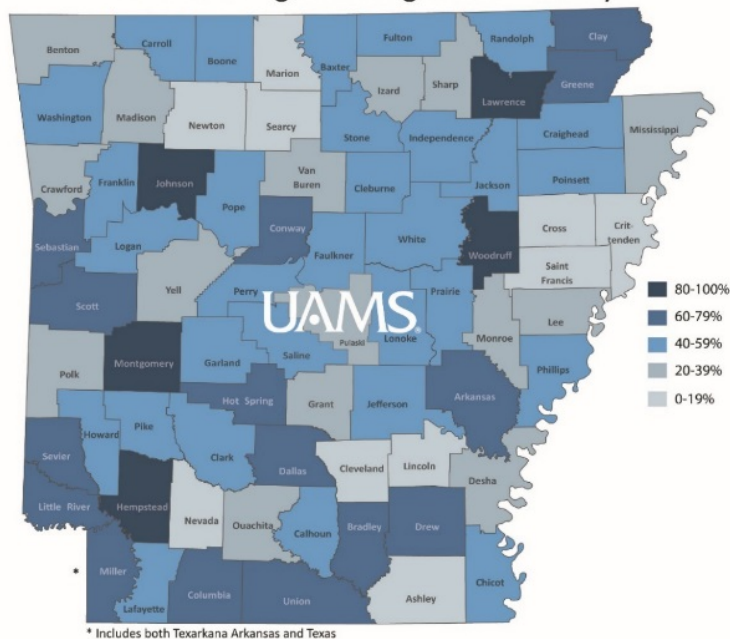 Benton
Carroll
Boone
Marion
Baxter
Fulton
Randolph
Clay
Izard
Sharp
Lawrence
Greene
Washington
Madison
Newton
Searcy
Stone
Independence
Craighead
Mississippi
Crawford
Franklin
Johnson
Pope
Van
Buren
Cleburne
Jackson
Poinsett
Sebastian
Logan
Conway
Faulkner
White
Woodruff
Cross
Crit-
tenden
Saint
Francis
Scott
Yell
Perry
UAMS
Pulaski
Lonoke
Prairie
Monroe
Lee
Phillips
80-100%
60-79%
40-59%
20-39%
0-19%
Polk
Montgomery
Garland
Saline
Hot Spring
Grant
Jefferson
Arkansas
Sevier
Howard
Pike
Clark
Dallas
Cleveland
Lincoln
Desha
Little River
Hempstead
Nevada
Ouachita
Calhoun
Bradley
Drew
*
Miller
Lafayette
Columbia
Union
Ashley
Chicot
* Includes both Texarkana Arkansas and Texas